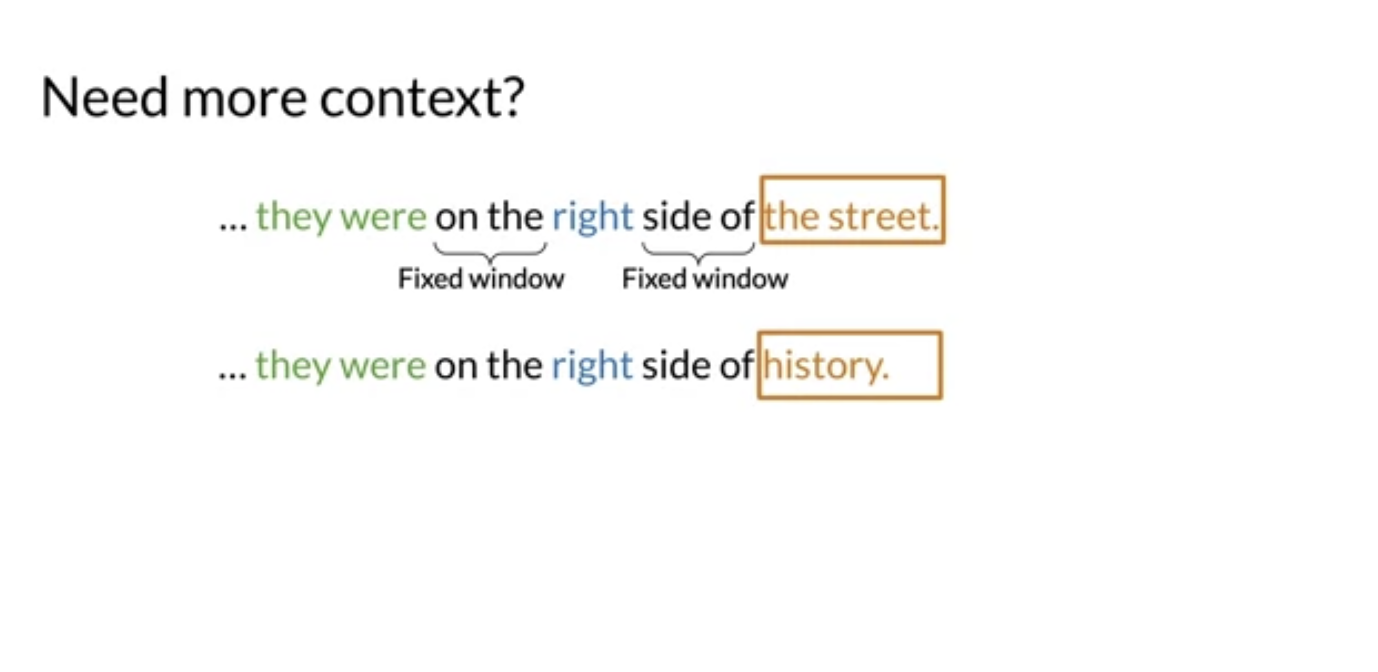 Need more context?
... they were on the right side of the street.
Fixed window Fixed window
... they were on the right side of history.